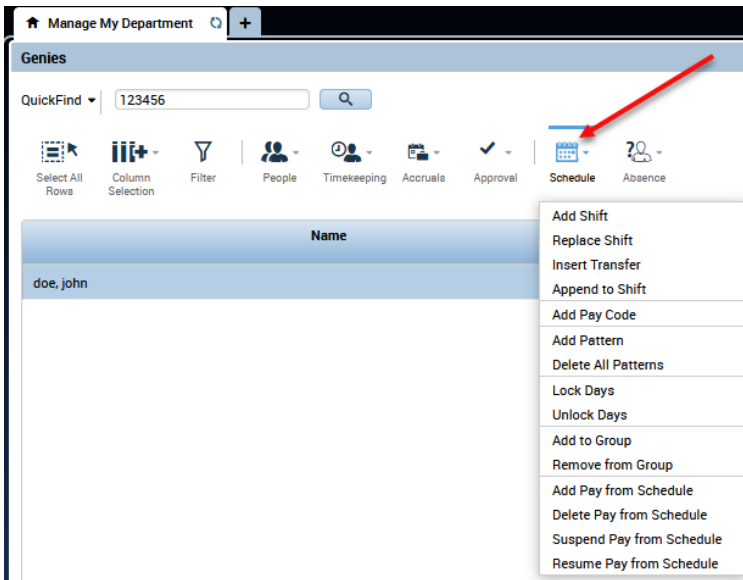 Manage My Department
+
Genies
QuickFind
123456
Select All
Rows
Column
Selection
Filter
People
Timekeeping
Accruals
Approval
Schedule
Absence
Name
doe, john
Add Shift
Replace Shift
Insert Transfer
Append to Shift
Add Pay Code
Add Pattern
Delete All Patterns
Lock Days
Unlock Days
Add to Group
Remove from Group
Add Pay from Schedule
Delete Pay from Schedule
Suspend Pay from Schedule
Resume Pay from Schedule